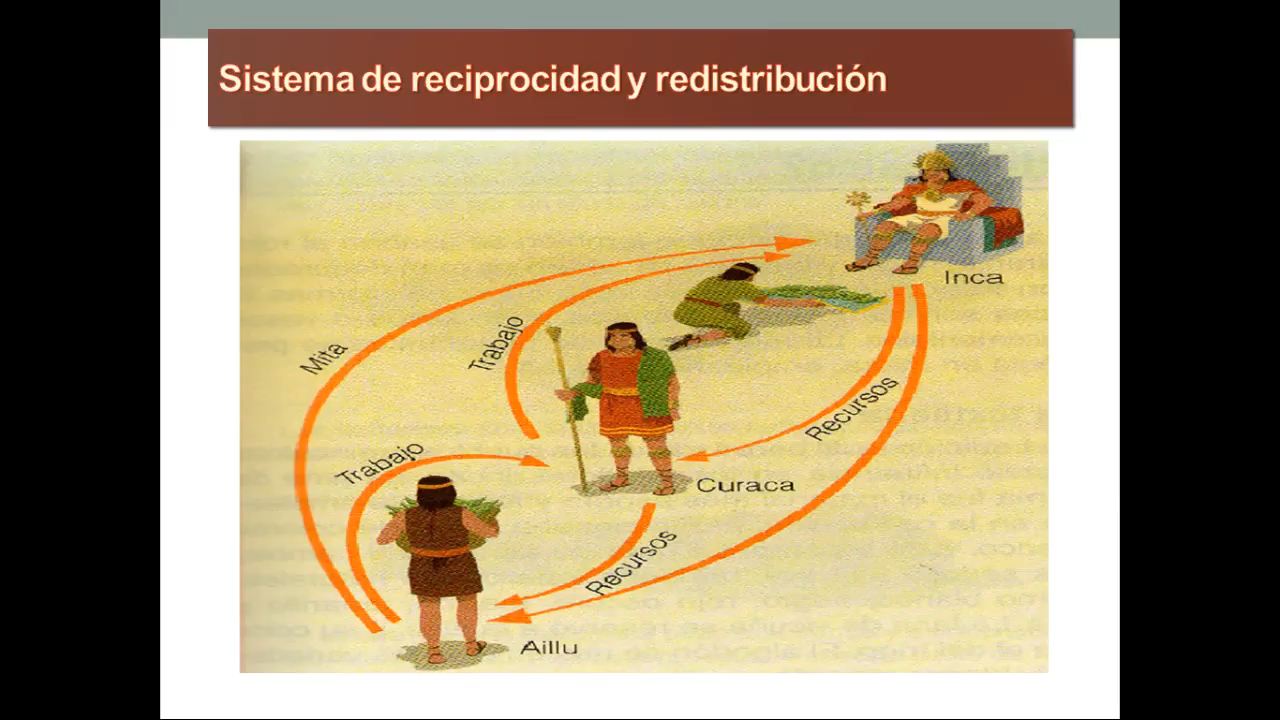 Sistema de reciprocidad y redistribución
Inca
Mita
Trabajo
Recursos
Trabajo
Curaca
Recursos
Aillu